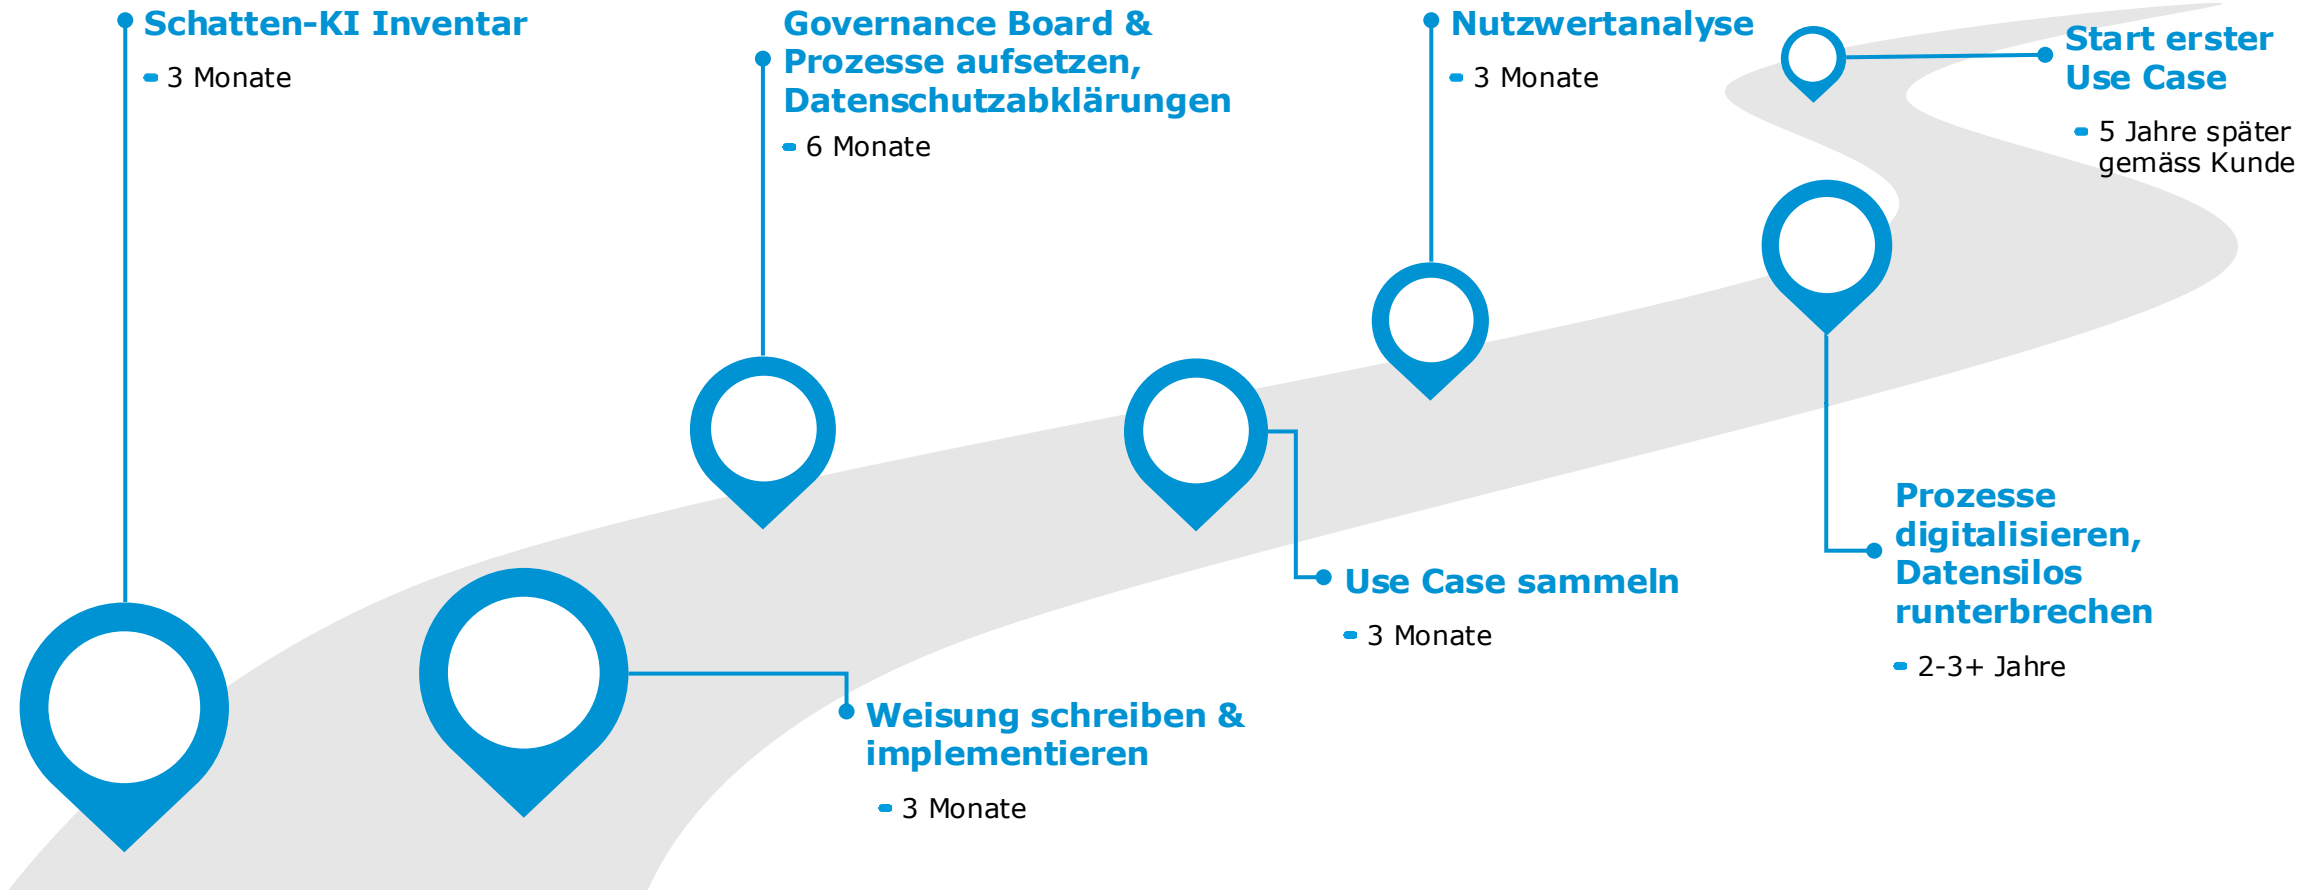 Schatten-KI Inventar
3 Monate
Weisung schreiben &
implementieren
3 Monate
Governance Board &
Prozesse aufsetzen,
Datenschutzabklärungen
6 Monate
Use Case sammeln
3 Monate
Nutzwertanalyse
3 Monate
Prozesse
digitalisieren,
Datensilos
runterbrechen
2-3+ Jahre
Start erster
Use Case
5 Jahre später
gemäss Kunde